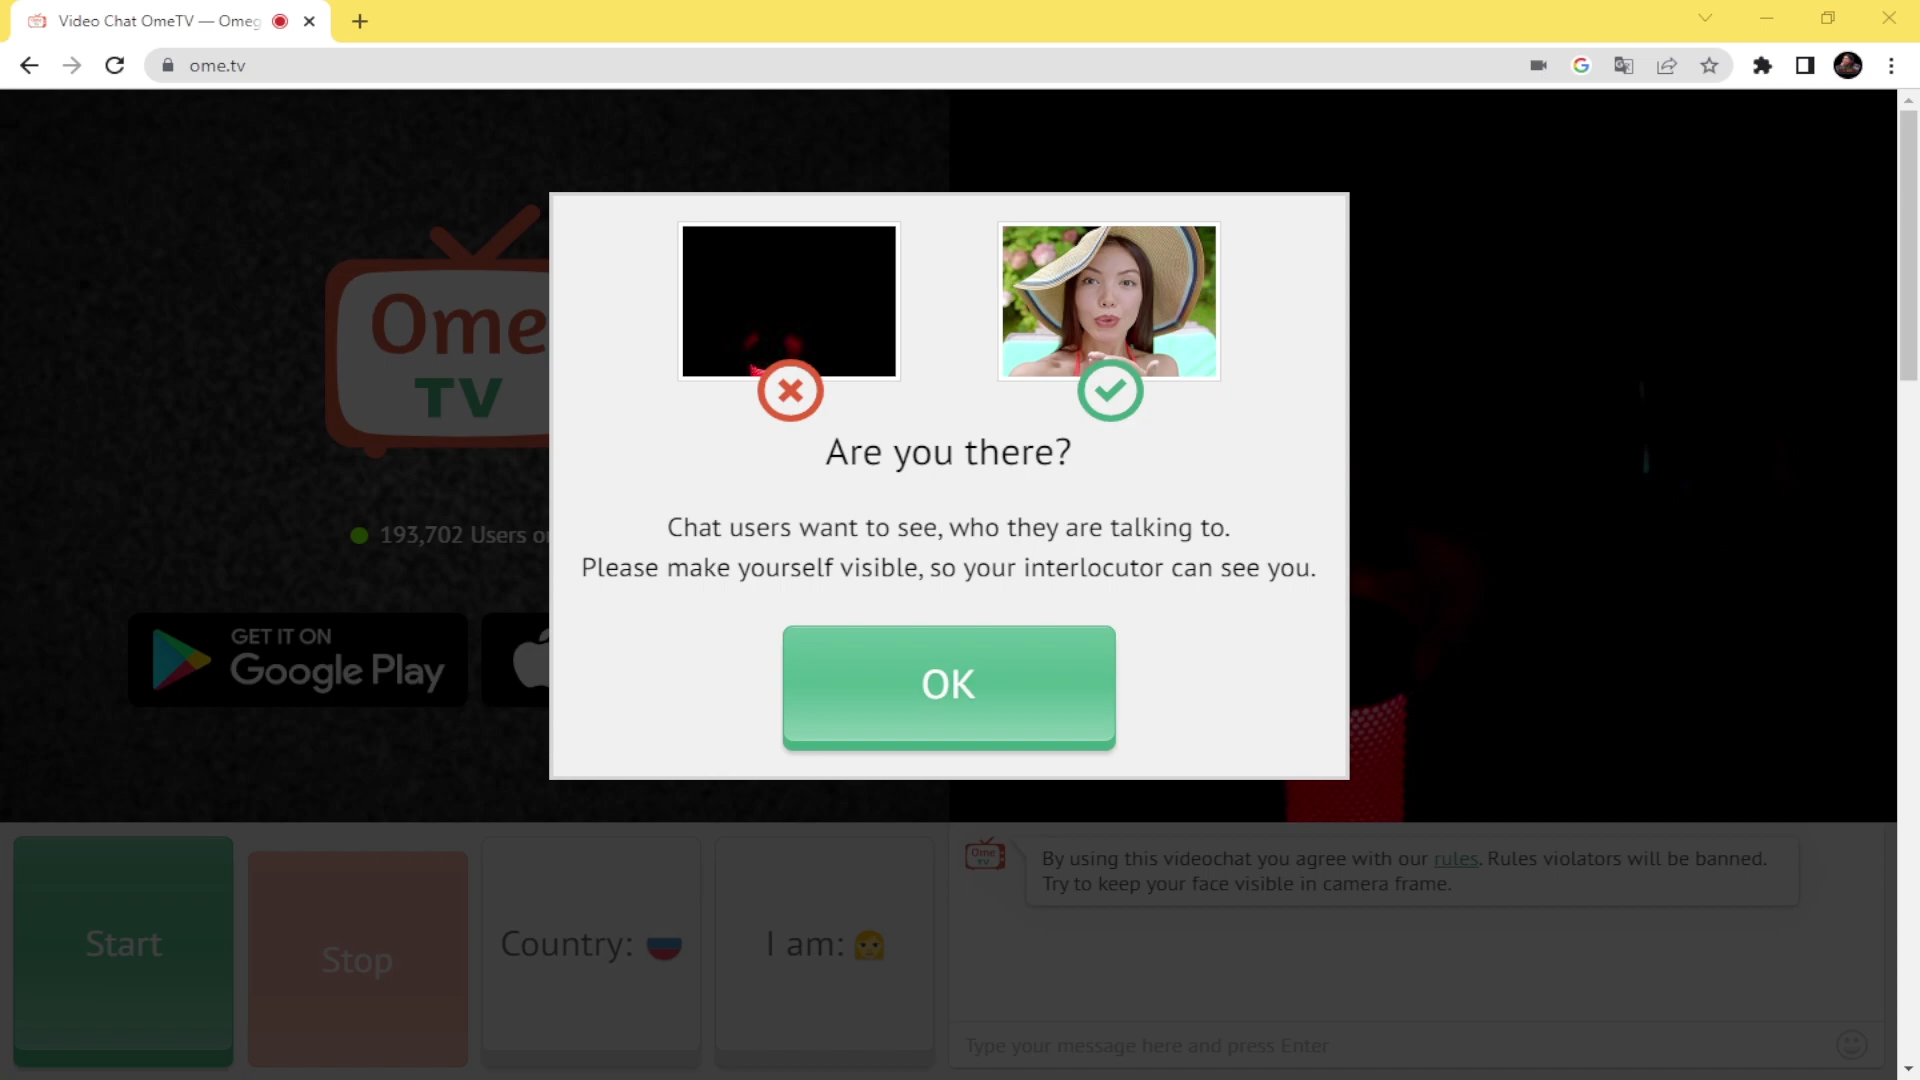 Video Chat OmeTV — Omeg
ome.tv
Ome
TV
193,702 Users o
GET IT ON
Google Play
Are you there?
Chat users want to see, who they are talking to.
Please make yourself visible, so your interlocutor can see you.
OK
Start
Stop
Country:
I am:
Ome
TV
By using this videochat you agree with our rules. Rules violators will be banned.
Try to keep your face visible in camera frame.
Type your message here and press Enter